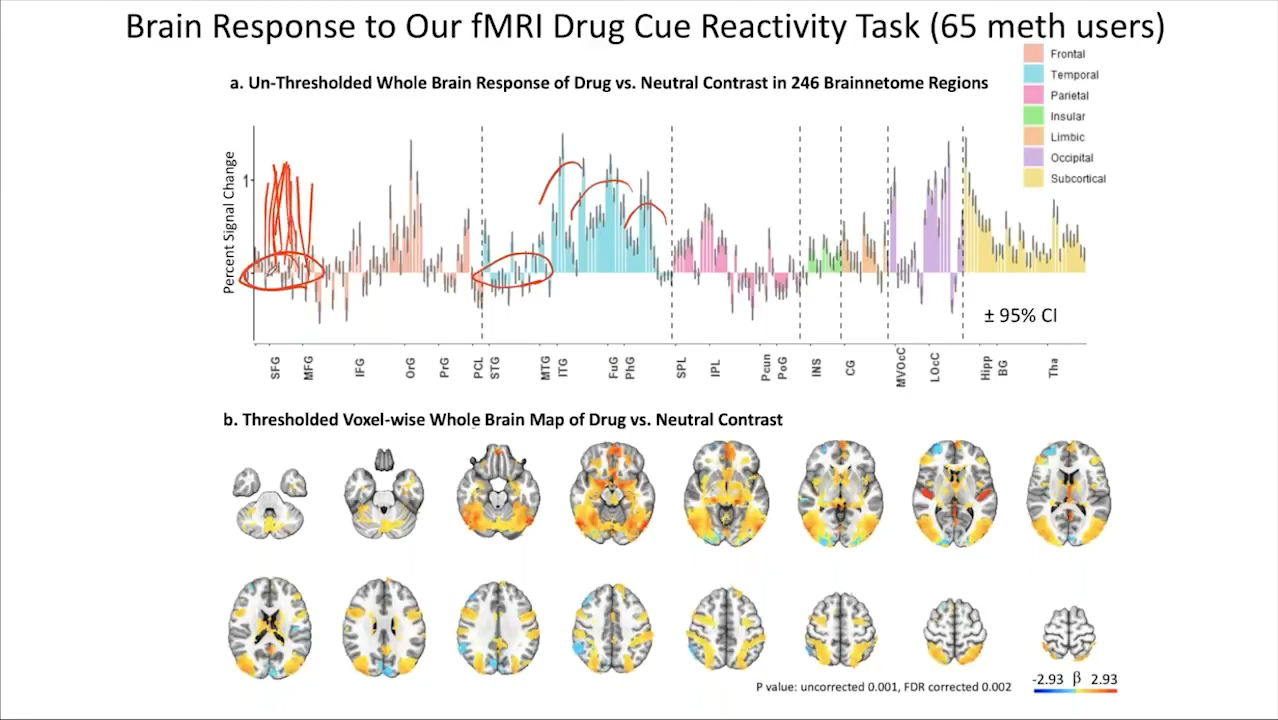 Brain Response to Our fMRI Drug Cue Reactivity Task (65 meth users)
a. Un-Thresholded Whole Brain Response of Drug vs. Neutral Contrast in 246 Brainnetome Regions
Frontal
Temporal
Parietal
Insular
Limbic
Occipital
Subcortical
Percent Signal Change
1
± 95% CI
SFG MFG IFG OrG PrG PCL STG MTG ITG FuG PhG SPL IPL Pcun PoG INS CG MVOcC LOcC Hipp BG Tha
b. Thresholded Voxel-wise Whole Brain Map of Drug vs. Neutral Contrast
-2.93 β 2.93
P value: uncorrected 0.001, FDR corrected 0.002